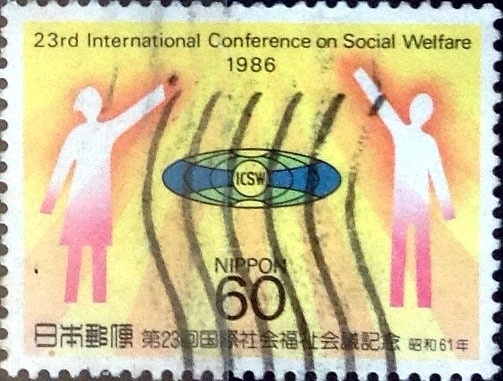 23rd International Conference on Social Welfare
1986
ICSW
NIPPON
60
日本郵便 第23回国際社会福祉会議記念 昭和61年